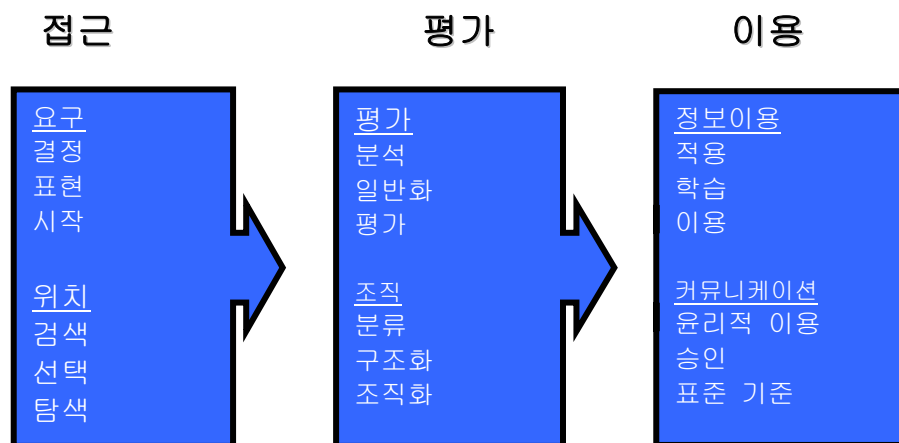 접근
요구
결정
표현
시작
위치
검색
선택
탐색
평가
평가
분석
일반화
평가
조직
분류
구조화
조직화
이용
정보이용
적용
학습
이용
커뮤니케이션
윤리적 이용
승인
표준 기준